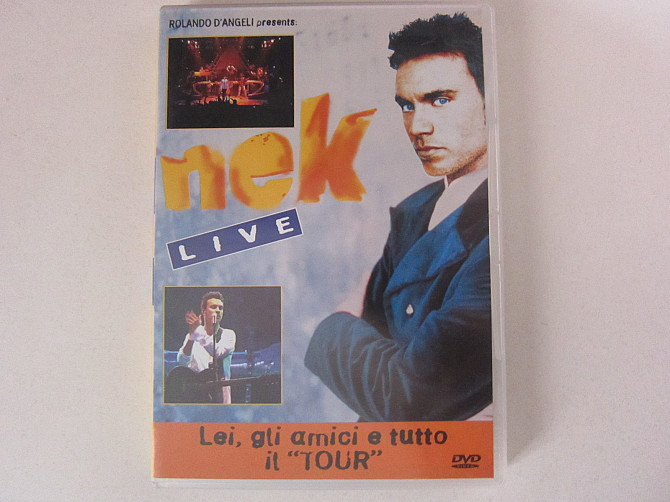 ROLANDO D'ANGELI presents:
nek
LIVE
Lei, gli amici e tutto
il "TOUR"
DVD